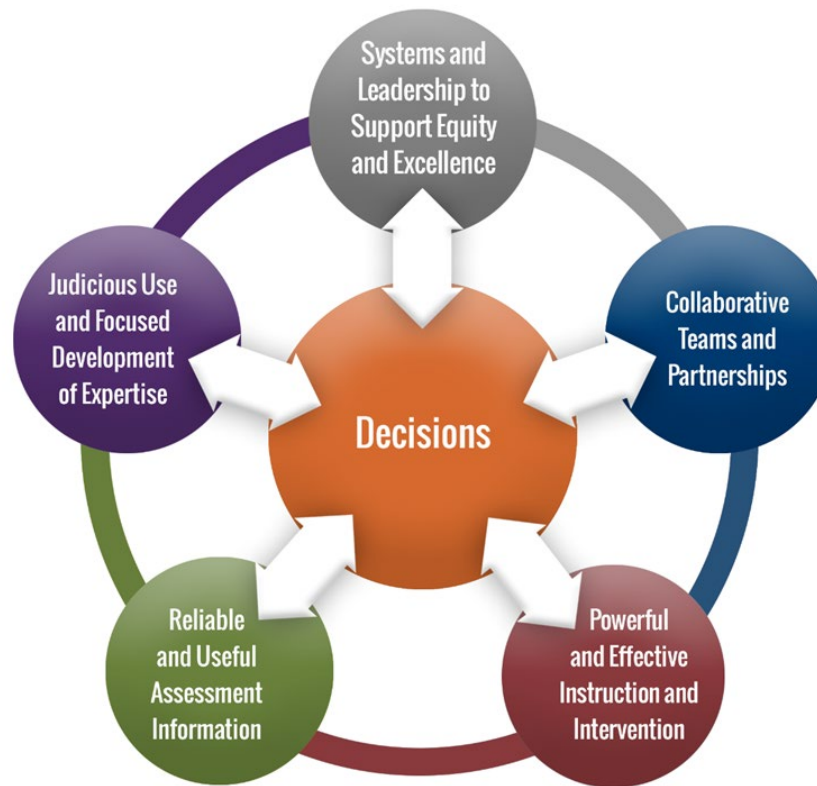 Systems and
Leadership to
Support Equity
and Excellence
Judicious Use
and Focused
Development
of Expertise
Collaborative
Teams and
Partnerships
Decisions
Reliable
and Useful
Assessment
Information
Powerful
and Effective
Instruction and
Intervention